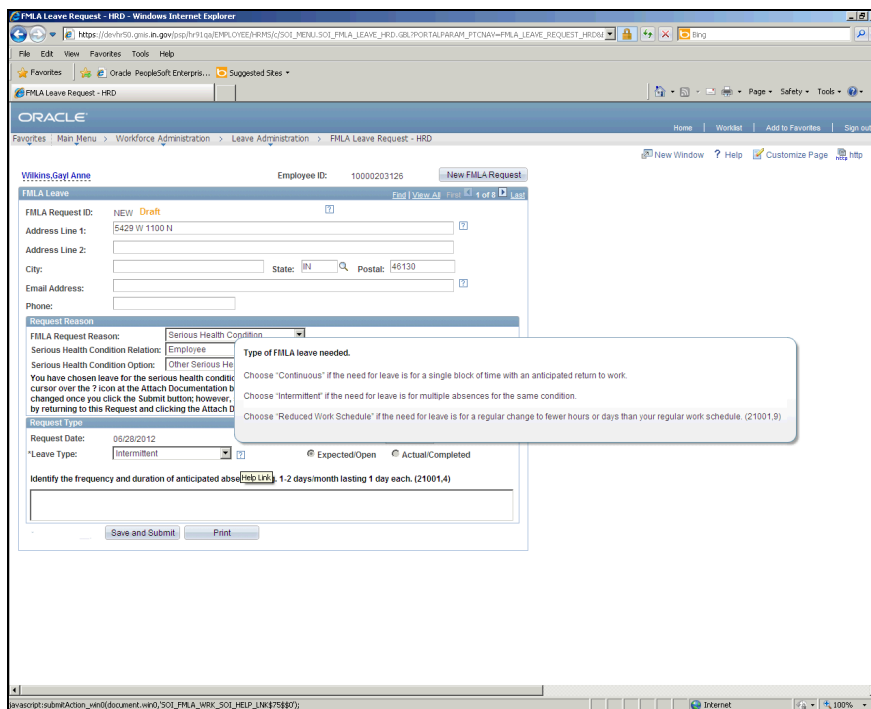 FMLA Leave Request - HRD - Windows Internet Explorer
https://devhr50.gmis.in.gov/psp/hr91qa/EMPLOYEE/HRMS/c/SOI_MENU.SOI_FMLA_LEAVE_HRD.GBL?PORTALPARAM_PTCNAV=FMLA_LEAVE_REQUEST_HRD& Bing
File Edit View Favorites Tools Help
Favorites Oracle PeopleSoft Enterpris... Suggested Sites
FMLA Leave Request - HRD Page Safety Tools
ORACLE
Home | Worklist | Add to Favorites | Sign out
Favorites | Main Menu > Workforce Administration > Leave Administration > FMLA Leave Request - HRD
New Window ? Help Customize Page http
Wilkins,Gayl Anne Employee ID: 10000203126 New FMLA Request
FMLA Leave Find | View All First 1 of 8 Last
FMLA Request ID: NEW Draft ?
Address Line 1: 5429 W 1100 N ?
Address Line 2:
City: State: IN Postal: 46130
Email Address: ?
Phone:
Request Reason
FMLA Request Reason: Serious Health Condition
Serious Health Condition Relation: Employee
Serious Health Condition Option: Other Serious He
You have chosen leave for the serious health conditio
cursor over the ? icon at the Attach Documentation b
changed once you click the Submit button; however,
by returning to this Request and clicking the Attach D
Type of FMLA leave needed.
Choose "Continuous" if the need for leave is for a single block of time with an anticipated return to work.
Choose "Intermittent" if the need for leave is for multiple absences for the same condition.
Choose "Reduced Work Schedule" if the need for leave is for a regular change to fewer hours or days than your regular work schedule. (21001,9)
Request Type
Request Date: 06/28/2012
*Leave Type: Intermittent ? Expected/Open Actual/Completed
Help Link
Identify the frequency and duration of anticipated abse g. 1-2 days/month lasting 1 day each. (21001,4)
Save and Submit Print
javascript:submitAction_win0(document.win0,'SOI_FMLA_WRK_SOI_HELP_LNK$75$$0'); Internet 100%